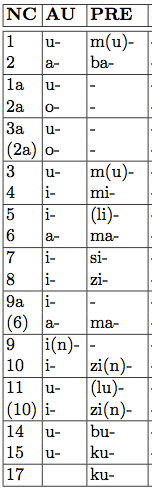 NC AU PRE
1 u- m(u)-
2 a- ba-
1a u- -
2a o- -
3a u- -
(2a) o- -
3 u- m(u)-
4 i- mi-
5 i- (li)-
6 a- ma-
7 i- si-
8 i- zi-
9a i- -
(6) a- ma-
9 i(n)- -
10 i- zi(n)-
11 u- (lu)-
(10) i- zi(n)-
14 u- bu-
15 u- ku-
17 ku-